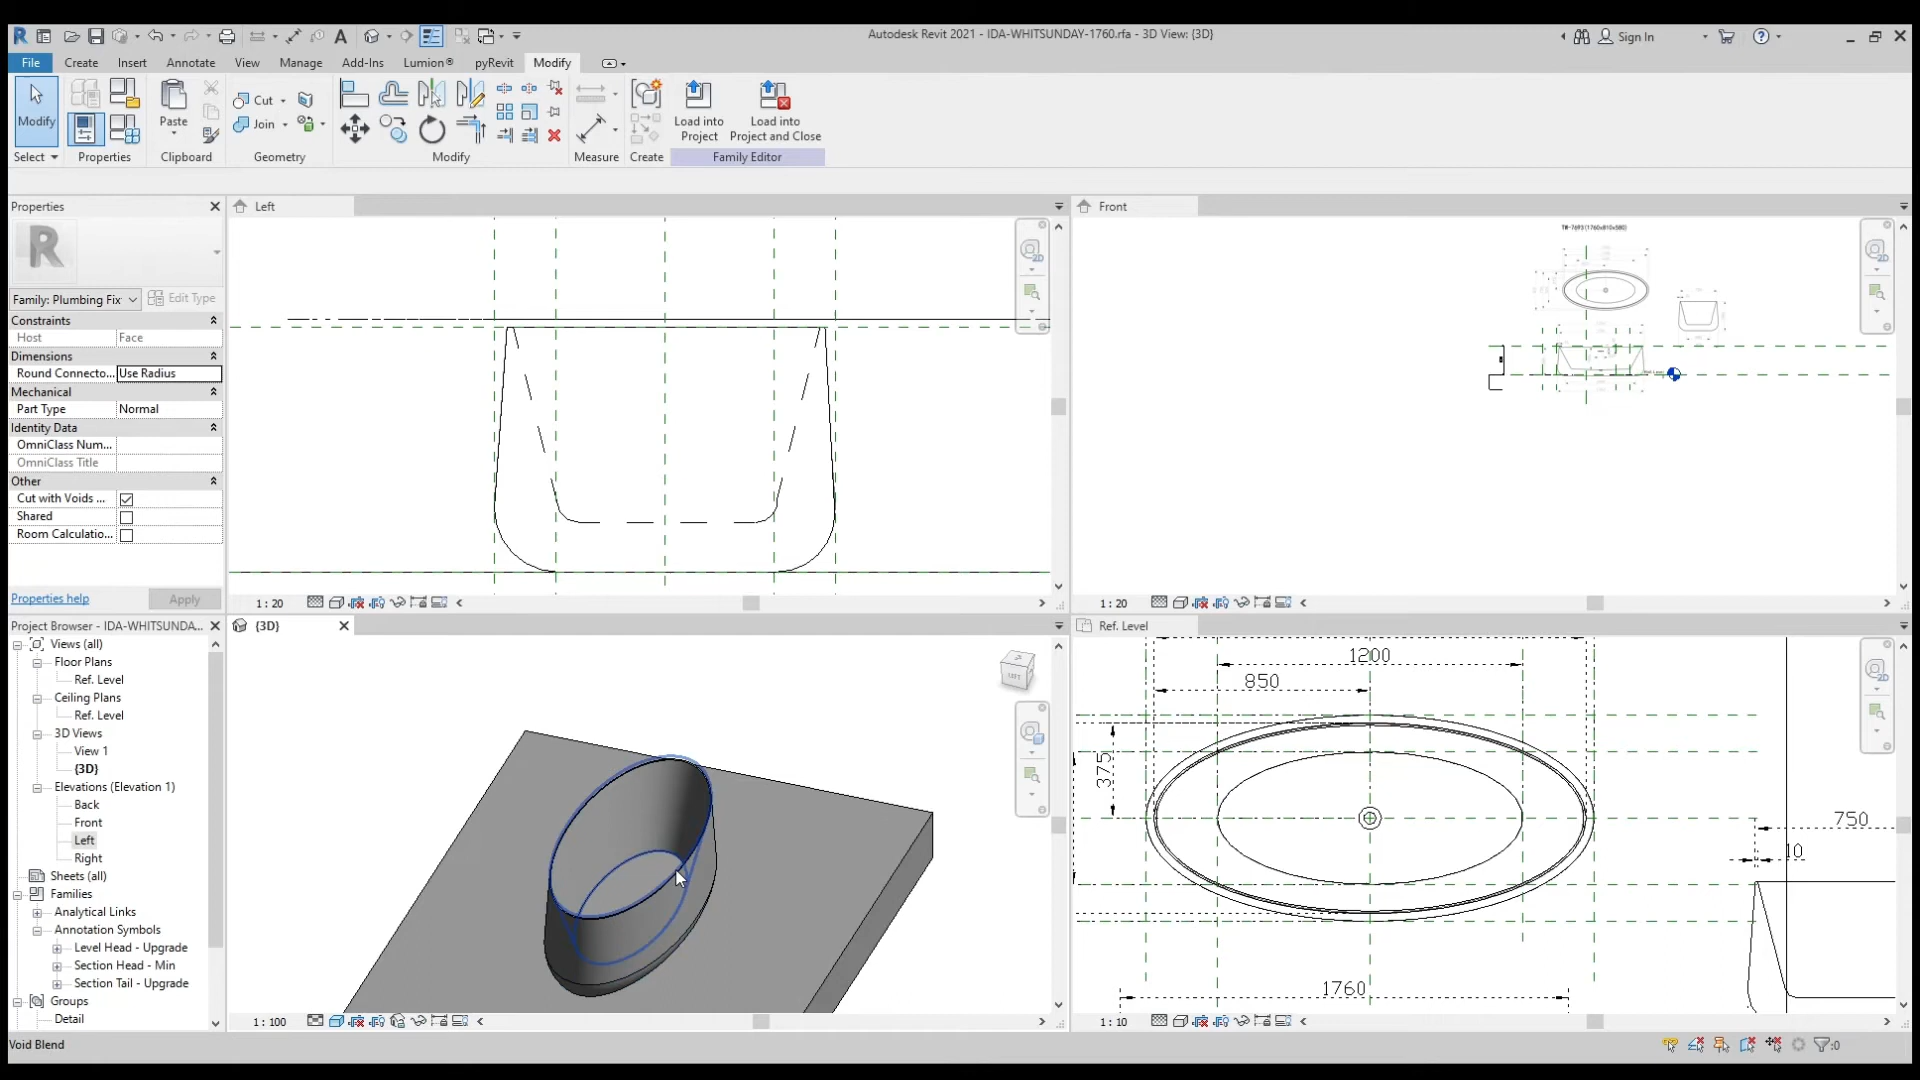 Autodesk Revit 2021 - IDA-WHITSUNDAY-1760.rfa - 3D View: {3D}
Sign In
File Create Insert Annotate View Manage Add-Ins Lumion® pyRevit Modify
Modify
Paste
Cut
Join
Load into
Project
Load into
Project and Close
Select
Properties
Clipboard
Geometry
Modify
Measure
Create
Family Editor
Properties
Family: Plumbing Fix
Edit Type
Constraints
Host Face
Dimensions
Round Connecto... Use Radius
Mechanical
Part Type Normal
Identity Data
OmniClass Num...
OmniClass Title
Other
Cut with Voids ...
Shared
Room Calculatio...
Properties help
Apply
Project Browser - IDA-WHITSUNDA...
Views (all)
Floor Plans
Ref. Level
Ceiling Plans
Ref. Level
3D Views
View 1
{3D}
Elevations (Elevation 1)
Back
Front
Left
Right
Sheets (all)
Families
Analytical Links
Annotation Symbols
Level Head - Upgrade
Section Head - Min
Section Tail - Upgrade
Groups
Detail
Left
1 : 20
Front
TW-7693 (1760x810x580)
1 : 20
{3D}
LEFT
1 : 100
Ref. Level
1200
850
375
750
10
1760
1 : 10
Void Blend
:0